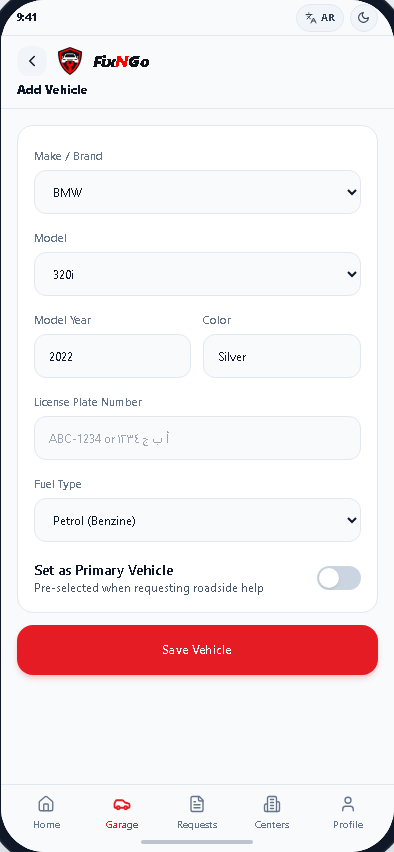 9:41
AR
FixNGo
Add Vehicle
Make / Brand
BMW
Model
320i
Model Year
Color
2022
Silver
License Plate Number
ABC-1234 or أ ب ج ١٢٣٤
Fuel Type
Petrol (Benzine)
Set as Primary Vehicle
Pre-selected when requesting roadside help
Save Vehicle
Home
Garage
Requests
Centers
Profile